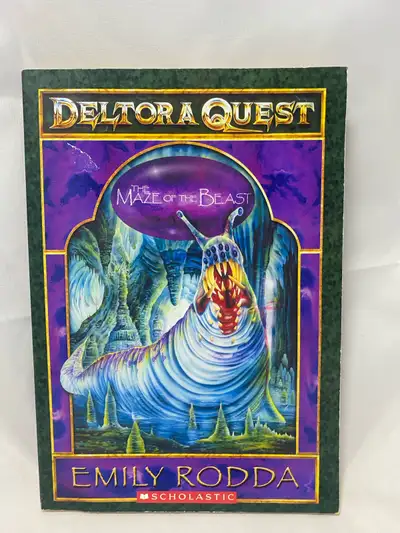 DELTORA QUEST
THE
MAZE OF THE BEAST
EMILY RODDA
SCHOLASTIC